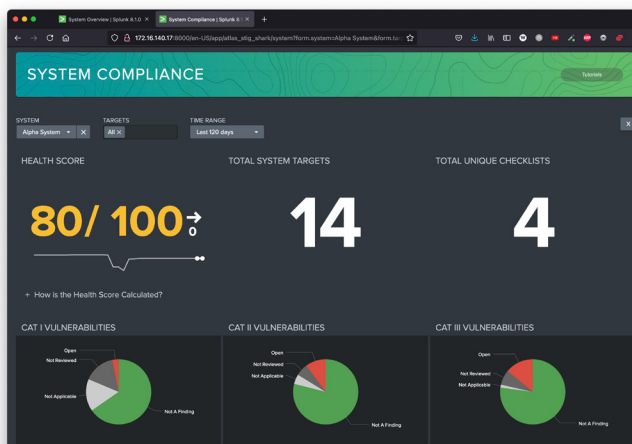 System Overview | Splunk 8.1.0
System Compliance | Splunk 8.1
172.16.140.17:8000/en-US/app/atlas_stig_shark/system?form.system=Alpha System&form.tar
SYSTEM COMPLIANCE
Tutorials
SYSTEM
TARGETS
TIME RANGE
Alpha System
All
Last 120 days
HEALTH SCORE
TOTAL SYSTEM TARGETS
TOTAL UNIQUE CHECKLISTS
80/ 100
0
14
4
+ How is the Health Score Calculated?
CAT I VULNERABILITIES
CAT II VULNERABILITIES
CAT III VULNERABILITIES
Open
Not Reviewed
Not Applicable
Not A Finding
Open
Not Reviewed
Not Applicable
Not A Finding
Open
Not Reviewed
Not Applicable
Not A Finding